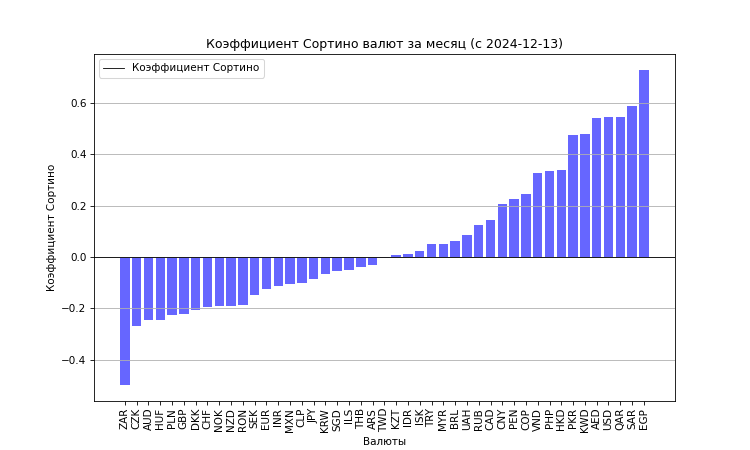 Коэффициент Сортино валют за месяц (с 2024-12-13)
Коэффициент Сортино
Коэффициент Сортино
0.6
0.4
0.2
0.0
−0.2
−0.4
ZAR
CZK
AUD
HUF
PLN
GBP
DKK
CHF
NOK
NZD
RON
SEK
EUR
INR
MXN
CLP
JPY
KRW
SGD
ILS
THB
ARS
TWD
KZT
IDR
ISK
TRY
MYR
BRL
UAH
RUB
CAD
CNY
PEN
COP
VND
PHP
HKD
PKR
KWD
AED
USD
QAR
SAR
EGP
Валюты